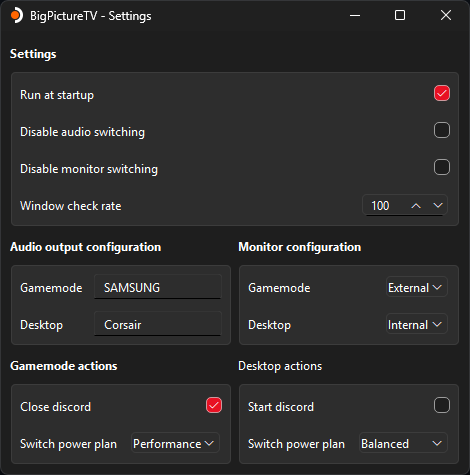 BigPictureTV - Settings
Settings
Run at startup
Disable audio switching
Disable monitor switching
Window check rate 100
Audio output configuration
Gamemode SAMSUNG
Desktop Corsair
Monitor configuration
Gamemode External
Desktop Internal
Gamemode actions
Close discord
Switch power plan Performance
Desktop actions
Start discord
Switch power plan Balanced